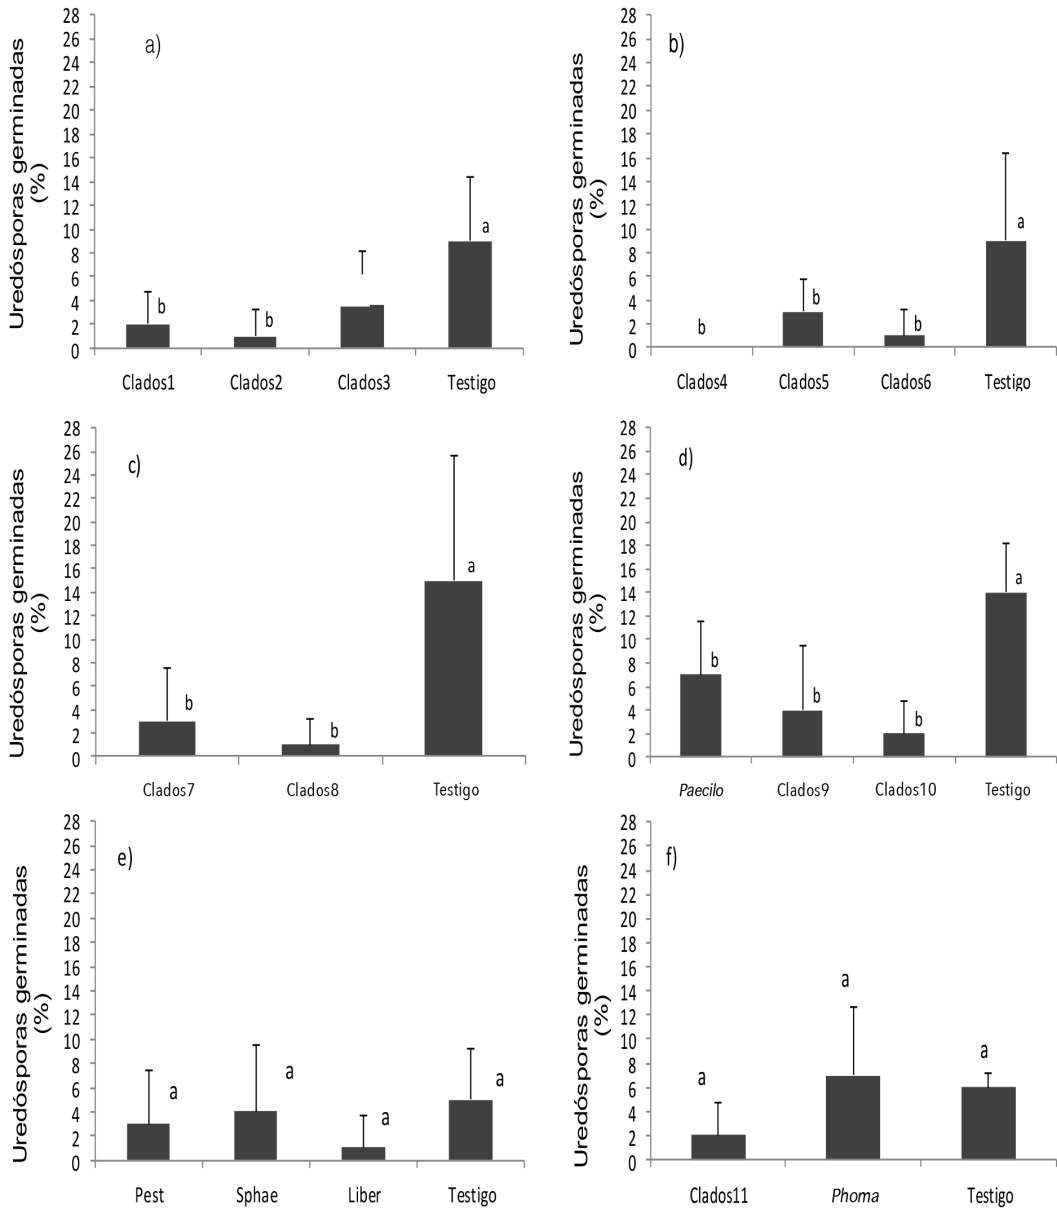 a)
Uredósporas germinadas
(%)
28
26
24
22
20
18
16
14
12
10
8
6
4
2
0
b
b
a
Clados1 Clados2 Clados3 Testigo
b)
Uredósporas germinadas
(%)
28
26
24
22
20
18
16
14
12
10
8
6
4
2
0
b
b
b
a
Clados4 Clados5 Clados6 Testigo
c)
Uredósporas germinadas
(%)
28
26
24
22
20
18
16
14
12
10
8
6
4
2
0
b
b
a
Clados7 Clados8 Testigo
d)
Uredósporas germinadas
(%)
28
26
24
22
20
18
16
14
12
10
8
6
4
2
0
b
b
b
a
Paecilo Clados9 Clados10 Testigo
e)
Uredósporas germinadas
(%)
28
26
24
22
20
18
16
14
12
10
8
6
4
2
0
a
a
a
a
Pest Sphae Liber Testigo
f)
Uredósporas germinadas
(%)
28
26
24
22
20
18
16
14
12
10
8
6
4
2
0
a
a
a
Clados11 Phoma Testigo